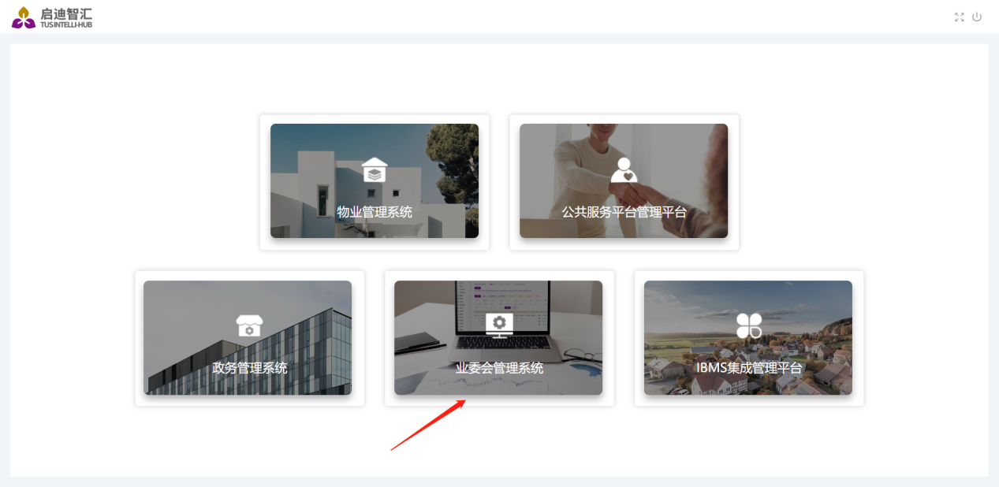 启迪智汇
TUSINTELLI-HUB
物业管理系统
公共服务平台管理平台
政务管理系统
业委会管理系统
IBMS集成管理平台